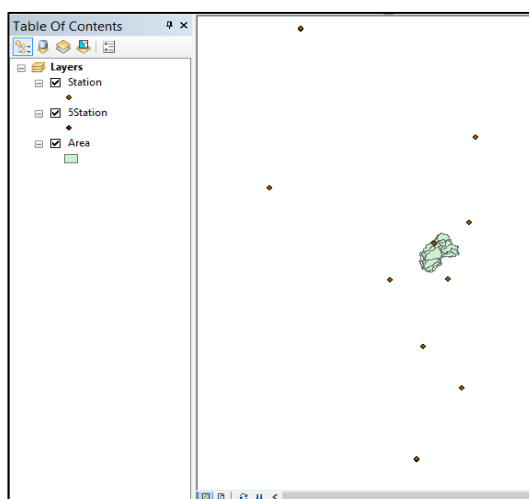 Table Of Contents
Layers
Station
5Station
Area